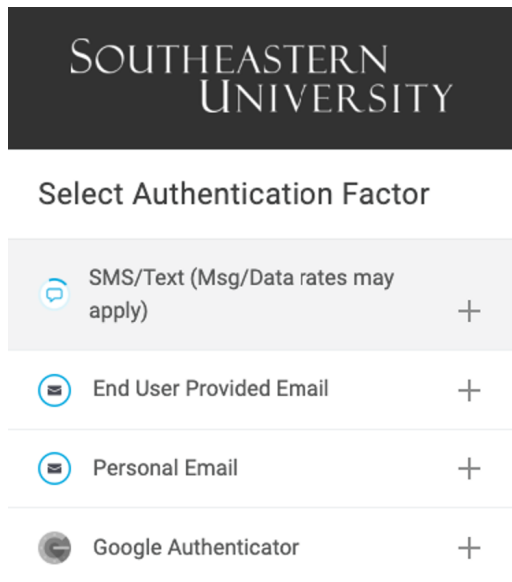 SOUTHEASTERN
UNIVERSITY
Select Authentication Factor
SMS/Text (Msg/Data rates may
apply)
End User Provided Email
Personal Email
Google Authenticator